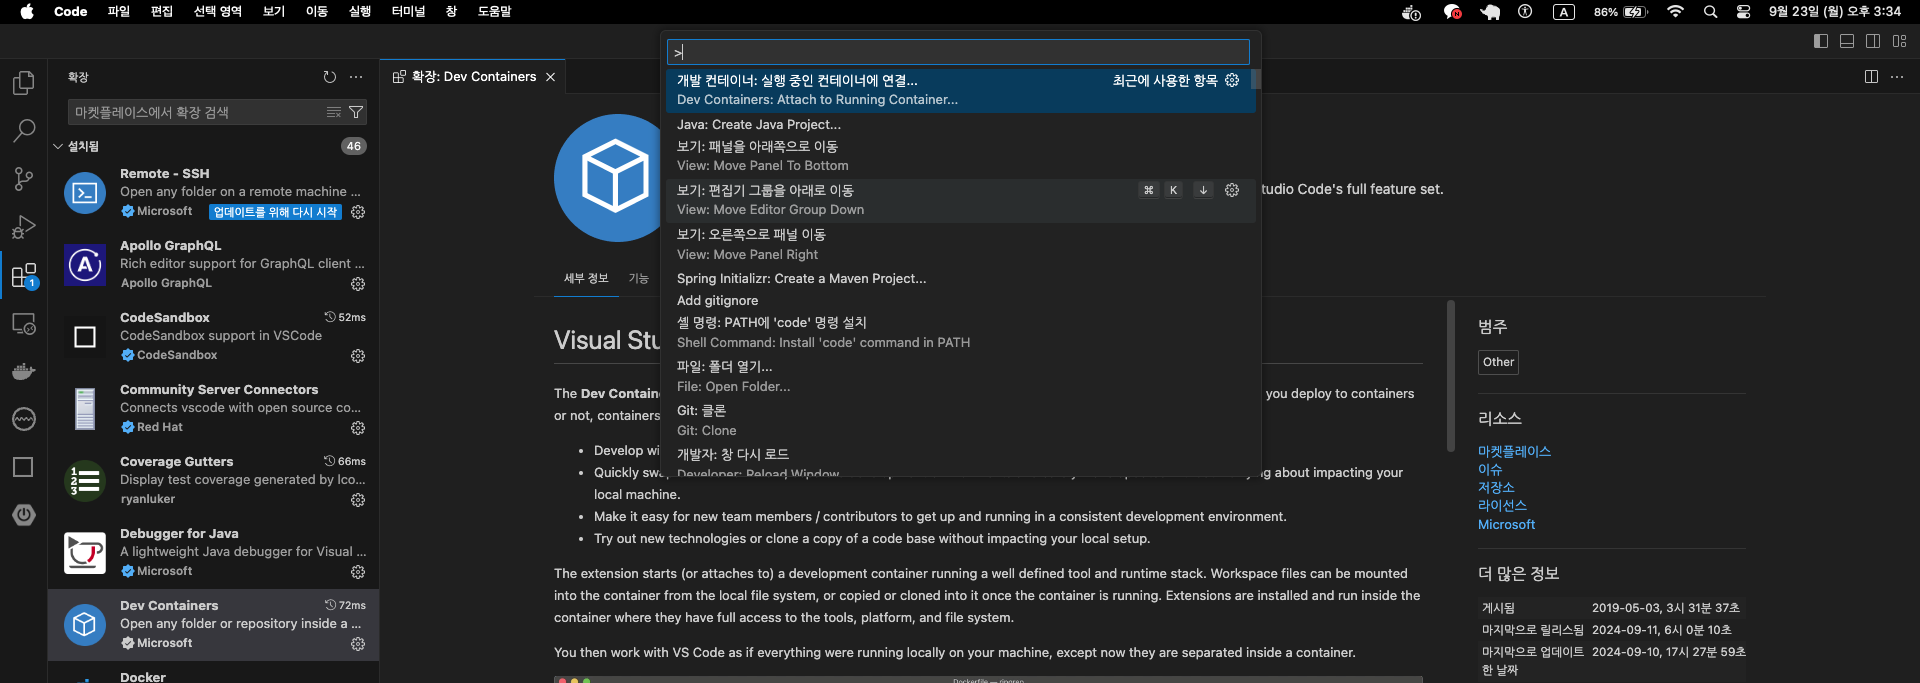 Code 파일 편집 선택 영역 보기 이동 실행 터미널 창 도움말
A 86% 9월 23일 (월) 오후 3:34
>
확장
확장: Dev Containers
마켓플레이스에서 확장 검색
설치됨 46
Remote - SSH
Open any folder on a remote machine ...
Microsoft 업데이트를 위해 다시 시작
Apollo GraphQL
Rich editor support for GraphQL client ...
Apollo GraphQL
1
CodeSandbox 52ms
CodeSandbox support in VSCode
CodeSandbox
Community Server Connectors
Connects vscode with open source co...
Red Hat
Coverage Gutters 66ms
Display test coverage generated by lco...
ryanluker
Debugger for Java
A lightweight Java debugger for Visual ...
Microsoft
Dev Containers 72ms
Open any folder or repository inside a ...
Microsoft
Docker
개발 컨테이너: 실행 중인 컨테이너에 연결... 최근에 사용한 항목
Dev Containers: Attach to Running Container...
Java: Create Java Project...
보기: 패널을 아래쪽으로 이동
View: Move Panel To Bottom
보기: 편집기 그룹을 아래로 이동 ⌘ K ↓
View: Move Editor Group Down
보기: 오른쪽으로 패널 이동
View: Move Panel Right
Spring Initializr: Create a Maven Project...
Add gitignore
셸 명령: PATH에 'code' 명령 설치
Shell Command: Install 'code' command in PATH
파일: 폴더 열기...
File: Open Folder...
Git: 클론
Git: Clone
개발자: 창 다시 로드
Developer: Reload Window
tudio Code's full feature set.
세부 정보 기능
Visual Stu
The Dev Contain
you deploy to containers
or not, containers
• Develop wi
• Quickly swa
ng about impacting your
local machine.
• Make it easy for new team members / contributors to get up and running in a consistent development environment.
• Try out new technologies or clone a copy of a code base without impacting your local setup.
The extension starts (or attaches to) a development container running a well defined tool and runtime stack. Workspace files can be mounted
into the container from the local file system, or copied or cloned into it once the container is running. Extensions are installed and run inside the
container where they have full access to the tools, platform, and file system.
You then work with VS Code as if everything were running locally on your machine, except now they are separated inside a container.
범주
Other
리소스
마켓플레이스
이슈
저장소
라이선스
Microsoft
더 많은 정보
게시됨 2019-05-03, 3시 31분 37초
마지막으로 릴리스됨 2024-09-11, 6시 0분 10초
마지막으로 업데이트 2024-09-10, 17시 27분 59초
한 날짜